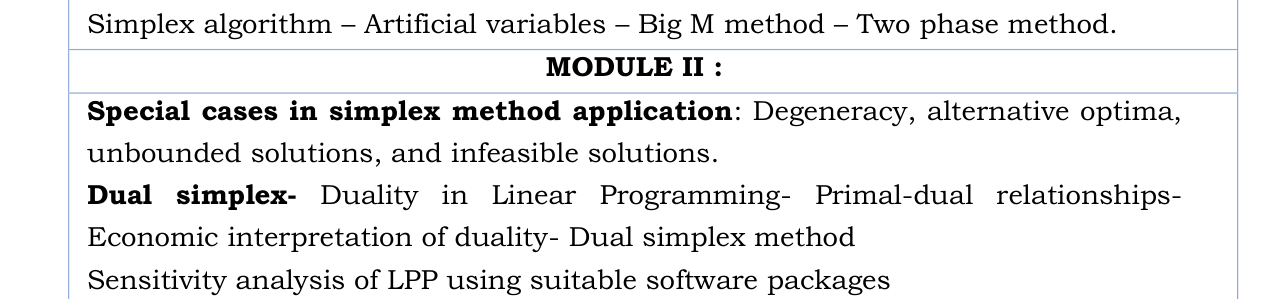 Simplex algorithm – Artificial variables – Big M method – Two phase method.
MODULE II :
Special cases in simplex method application: Degeneracy, alternative optima,
unbounded solutions, and infeasible solutions.
Dual simplex- Duality in Linear Programming- Primal-dual relationships-
Economic interpretation of duality- Dual simplex method
Sensitivity analysis of LPP using suitable software packages